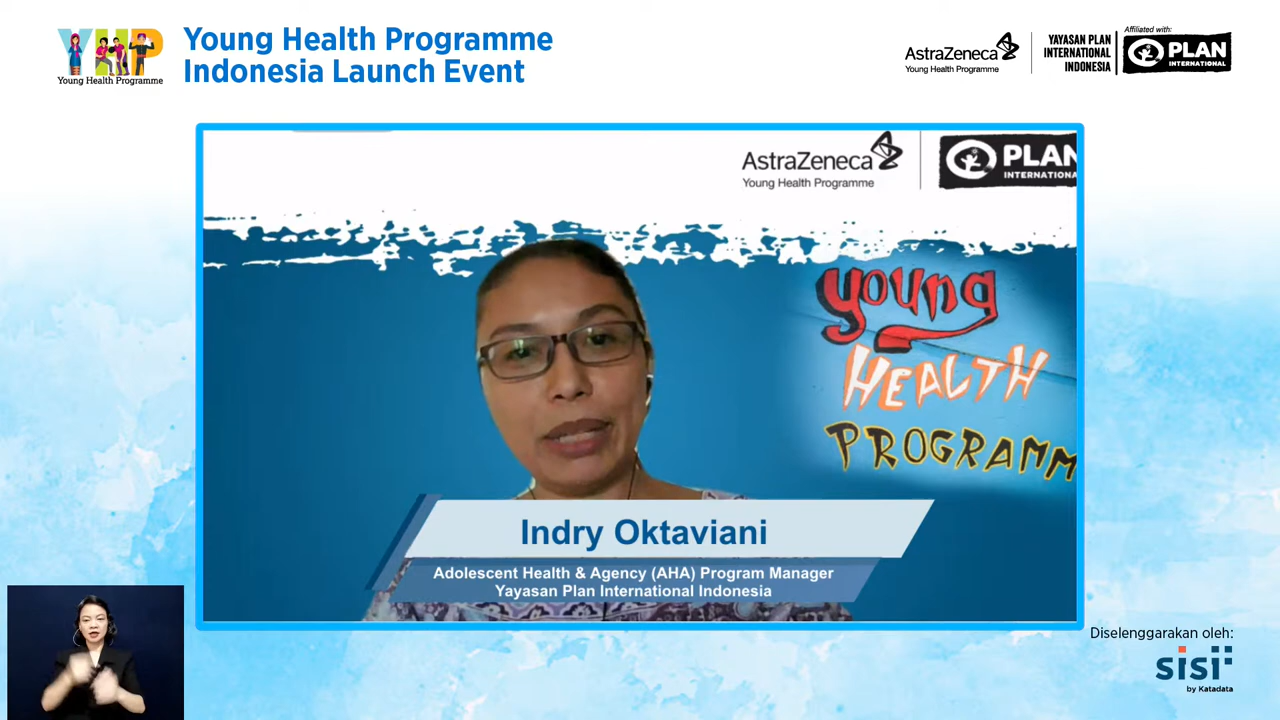 YHP
Young Health Programme
Young Health Programme
Indonesia Launch Event
AstraZeneca
Young Health Programme
YAYASAN PLAN
INTERNATIONAL
INDONESIA
Affiliated with:
PLAN
INTERNATIONAL
AstraZeneca
Young Health Programme
PLAN
INTERNATIONA
young
HEALTH
PROGRAMM
Indry Oktaviani
Adolescent Health & Agency (AHA) Program Manager
Yayasan Plan International Indonesia
Diselenggarakan oleh:
sisi
by Katadata